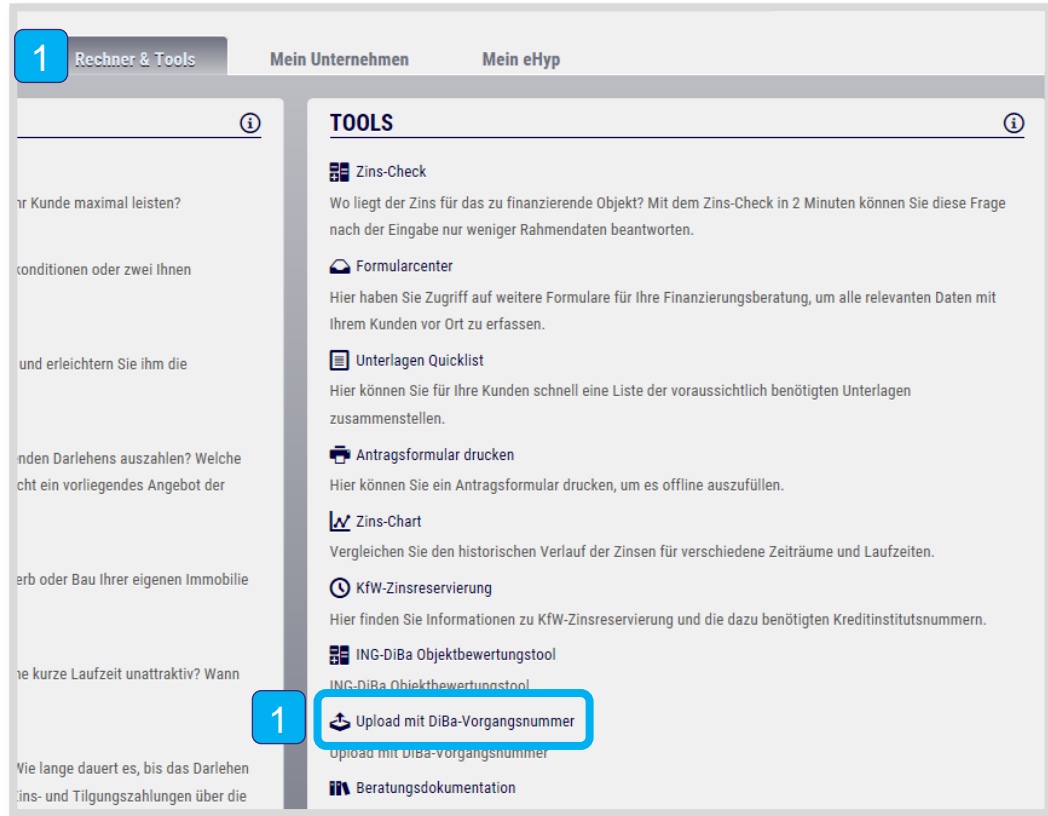 1
Rechner & Tools
Mein Unternehmen
Mein eHyp
Kunde maximal leisten?
oder zwei Ihnen
und erleichtern Sie ihm die
Darlehens auszahlen? Welche
ein vorliegendes Angebot der
oder Bau Ihrer eigenen Immobilie
kurze Laufzeit unattraktiv? Wann
Wie lange dauert es, bis das Darlehen
und Tilgungszahlungen über die
TOOLS
Zins-Check
Wo liegt der Zins für das zu finanzierende Objekt? Mit dem Zins-Check in 2 Minuten können Sie diese Frage
nach der Eingabe nur weniger Rahmendaten beantworten.
Formularcenter
Hier haben Sie Zugriff auf weitere Formulare für Ihre Finanzierungsberatung, um alle relevanten Daten mit
Ihrem Kunden vor Ort zu erfassen.
Unterlagen Quicklist
Hier können Sie für Ihre Kunden schnell eine Liste der voraussichtlich benötigten Unterlagen
zusammenstellen.
Antragsformular drucken
Hier können Sie ein Antragsformular drucken, um es offline auszufüllen.
Zins-Chart
Vergleichen Sie den historischen Verlauf der Zinsen für verschiedene Zeiträume und Laufzeiten.
KfW-Zinsreservierung
Hier finden Sie Informationen zu KfW-Zinsreservierung und die dazu benötigten Kreditinstitutsnummern.
ING-DiBa Objektbewertungstool
ING-DiBa Objektbewertungstool
1
Upload mit DiBa-Vorgangsnummer
Upload mit DiBa-Vorgangsnummer
Beratungsdokumentation